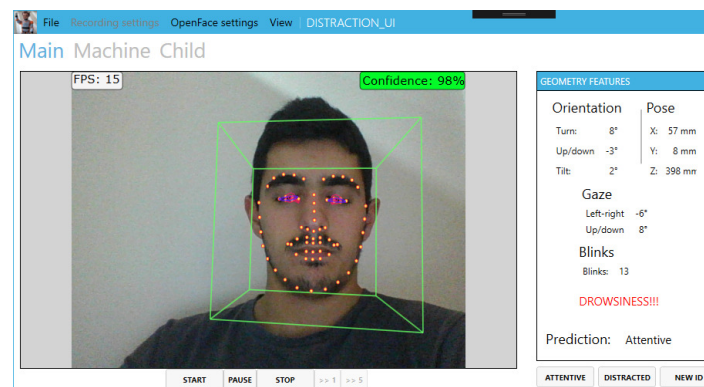 File Recording settings OpenFace settings View DISTRACTION_UI
Main Machine Child
FPS: 15 Confidence: 98%
GEOMETRY FEATURES
Orientation Pose
Turn: 8° X: 57 mm
Up/down -3° Y: 8 mm
Tilt: 2° Z: 398 mm
Gaze
Left-right -6°
Up/down 8°
Blinks
Blinks: 13
DROWSINESS!!!
Prediction: Attentive
START PAUSE STOP >> 1 >> 5
ATTENTIVE DISTRACTED NEW ID